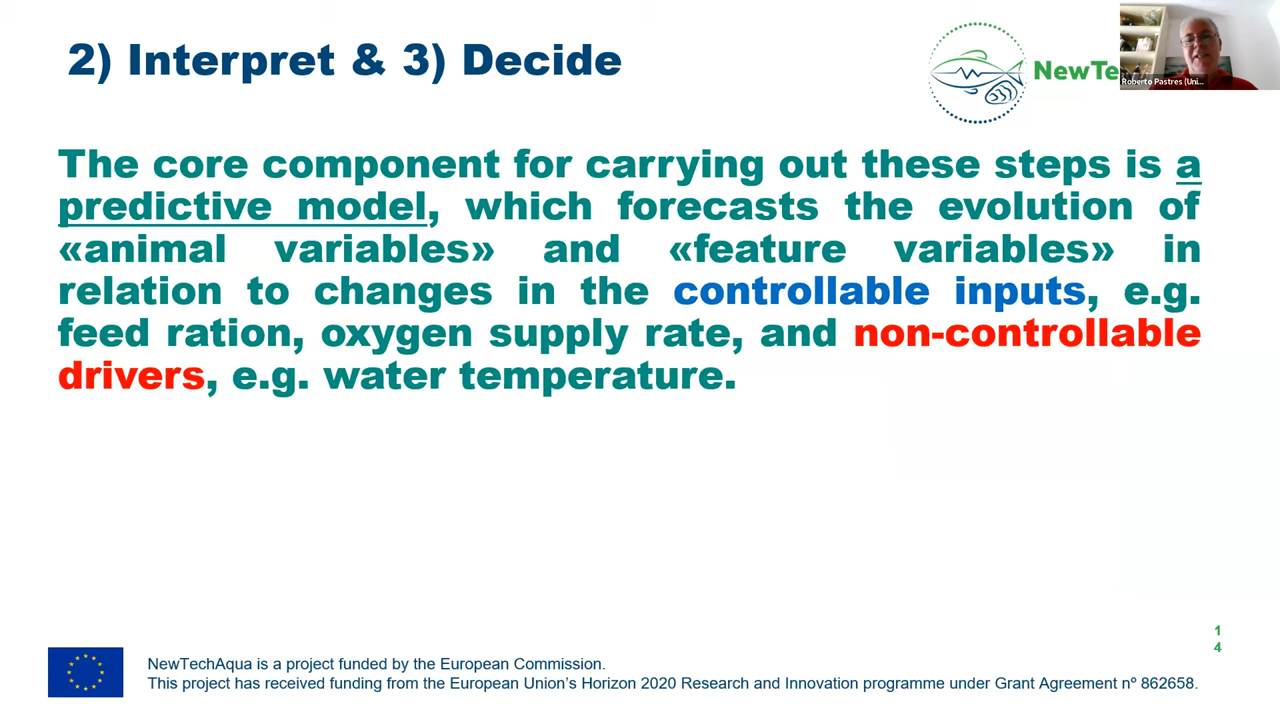 2) Interpret & 3) Decide
NewTe
Roberto Pastres (Uni...
The core component for carrying out these steps is a
predictive model, which forecasts the evolution of
«animal variables» and «feature variables» in
relation to changes in the controllable inputs, e.g.
feed ration, oxygen supply rate, and non-controllable
drivers, e.g. water temperature.
1
4
NewTechAqua is a project funded by the European Commission.
This project has received funding from the European Union's Horizon 2020 Research and Innovation programme under Grant Agreement nº 862658.